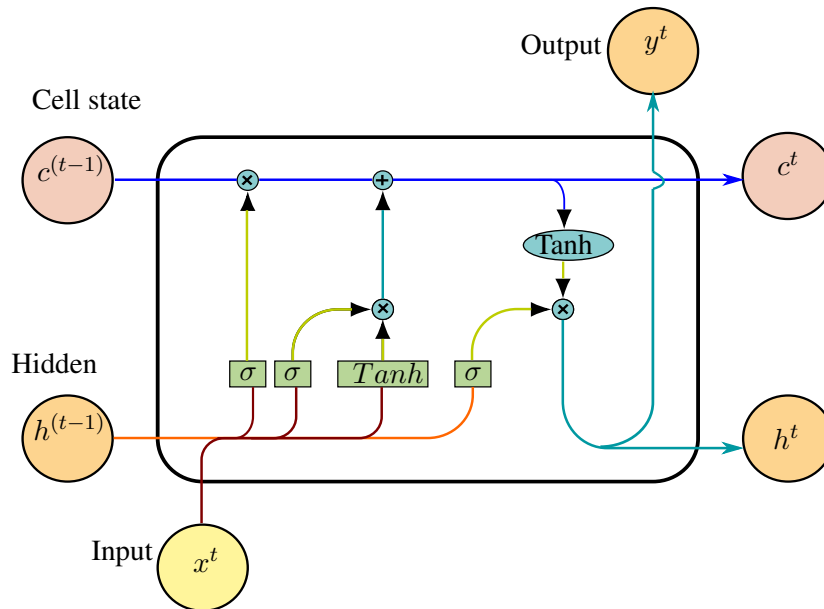 Output
y^t
Cell state
c^{(t−1)}
×
+
c^t
Tanh
×
×
Hidden
σ
σ
Tanh
σ
h^{(t−1)}
h^t
Input
x^t